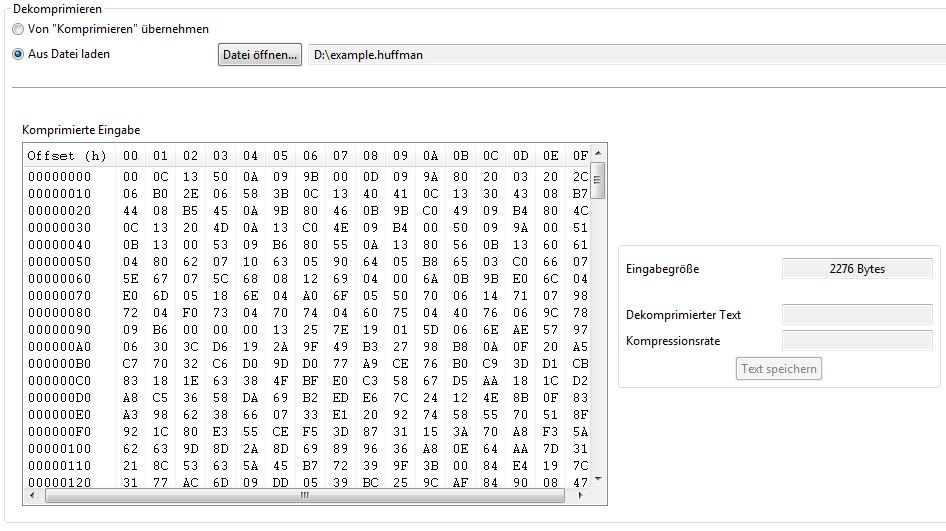 Dekomprimieren
Von "Komprimieren" übernehmen
Aus Datei laden
Datei öffnen...
D:\example.huffman
Komprimierte Eingabe
Offset (h) 00 01 02 03 04 05 06 07 08 09 0A 0B 0C 0D 0E 0F
00000000 00 0C 13 50 0A 09 9B 00 0D 09 9A 80 20 03 20 2C
00000010 06 B0 2E 06 58 3B 0C 13 40 41 0C 13 30 43 08 B7
00000020 44 08 B5 45 0A 9B 80 46 0B 9B C0 49 09 B4 80 4C
00000030 0C 13 20 4D 0A 13 C0 4E 09 B4 00 50 09 9A 00 51
00000040 0B 13 00 53 09 B6 80 55 0A 13 80 56 0B 13 60 61
00000050 04 80 62 07 10 63 05 90 64 05 B8 65 03 C0 66 07
00000060 5E 67 07 5C 68 08 12 69 04 00 6A 0B 9B E0 6C 04
00000070 E0 6D 05 18 6E 04 A0 6F 05 50 70 06 14 71 07 98
00000080 72 04 F0 73 04 70 74 04 60 75 04 40 76 06 9C 78
00000090 09 B6 00 00 00 13 25 7E 19 01 5D 06 6E AE 57 97
000000A0 06 30 3C D6 19 2A 9F 49 B3 27 98 B8 0A 0F 20 A5
000000B0 C7 70 32 C6 D0 9D D0 77 A9 CE 76 B0 C9 3D D1 CB
000000C0 83 18 1E 63 38 4F BF E0 C3 58 67 D5 AA 18 1C D2
000000D0 A8 C5 36 58 DA 69 B2 ED E6 7C 24 12 4E 8B 0F 83
000000E0 A3 98 62 38 66 07 33 E1 20 92 74 58 55 70 51 8F
000000F0 92 1C 80 E3 55 CE F5 3D 87 31 15 3A 70 A8 F3 5A
00000100 62 63 9D 8D 2A 8D 69 89 96 36 A8 0E 64 AA 7D 31
00000110 21 8C 53 63 5A 45 B7 72 39 9F 3B 00 84 E4 19 7C
00000120 31 77 AC 6D 09 DD 05 39 BC 25 9C AF 84 90 08 47
Eingabegröße
2276 Bytes
Dekomprimierter Text
Kompressionsrate
Text speichern